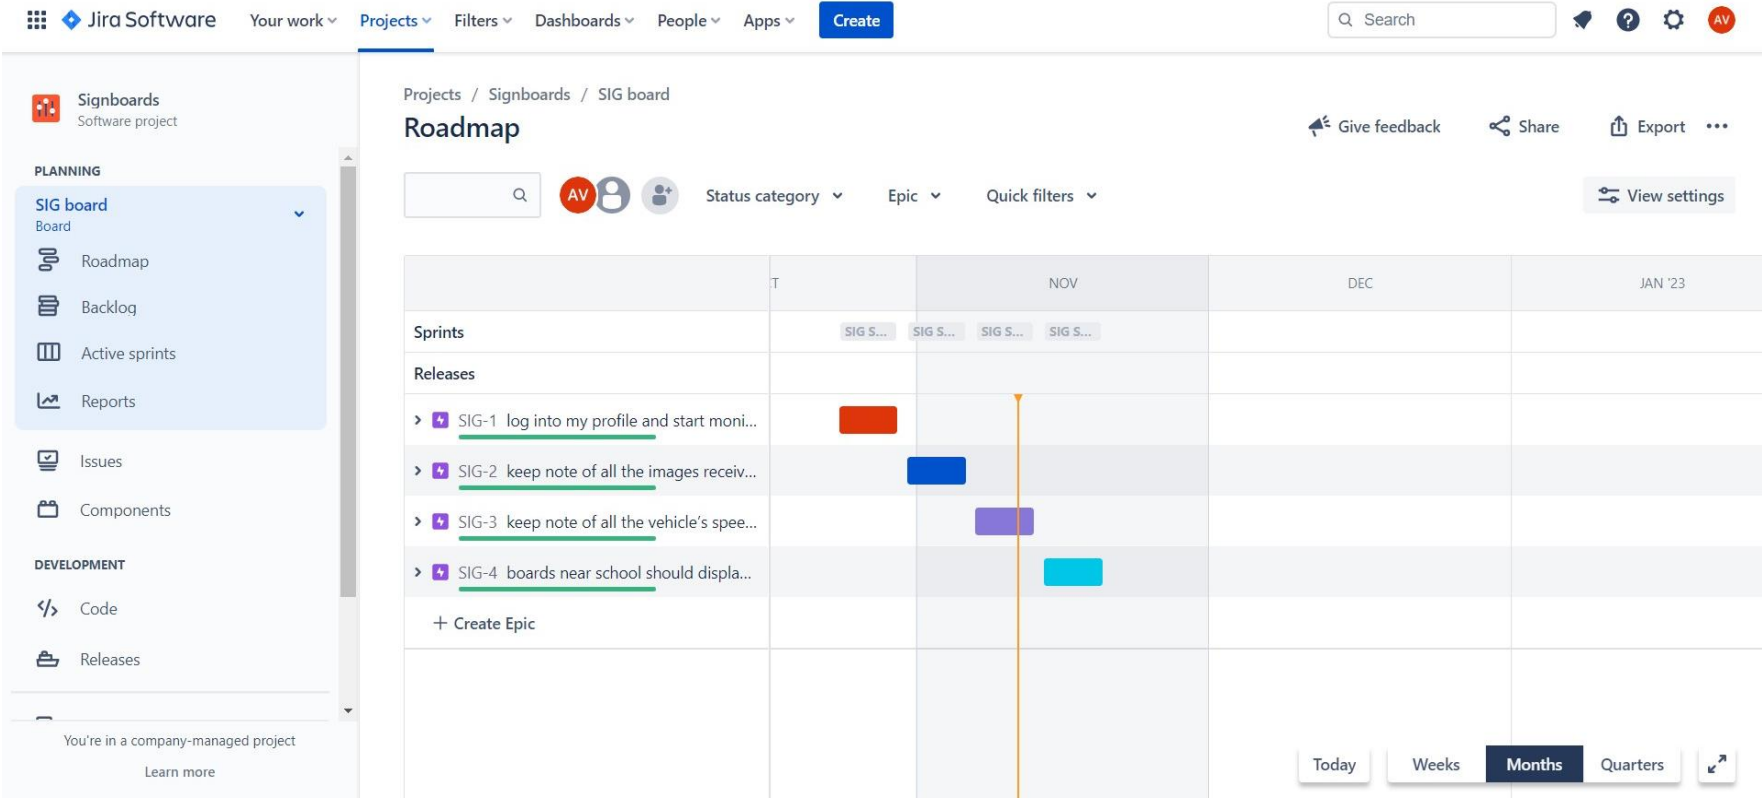 Jira Software Your work Projects Filters Dashboards People Apps Create Search AV
Signboards
Software project
PLANNING
SIG board
Board
Roadmap
Backlog
Active sprints
Reports
Issues
Components
DEVELOPMENT
Code
Releases
You're in a company-managed project
Learn more
Projects / Signboards / SIG board
Roadmap
Give feedback Share Export
AV Status category Epic Quick filters View settings
T NOV DEC JAN '23
Sprints SIG S... SIG S... SIG S... SIG S...
Releases
SIG-1 log into my profile and start moni...
SIG-2 keep note of all the images receiv...
SIG-3 keep note of all the vehicle's spee...
SIG-4 boards near school should displa...
+ Create Epic
Today Weeks Months Quarters